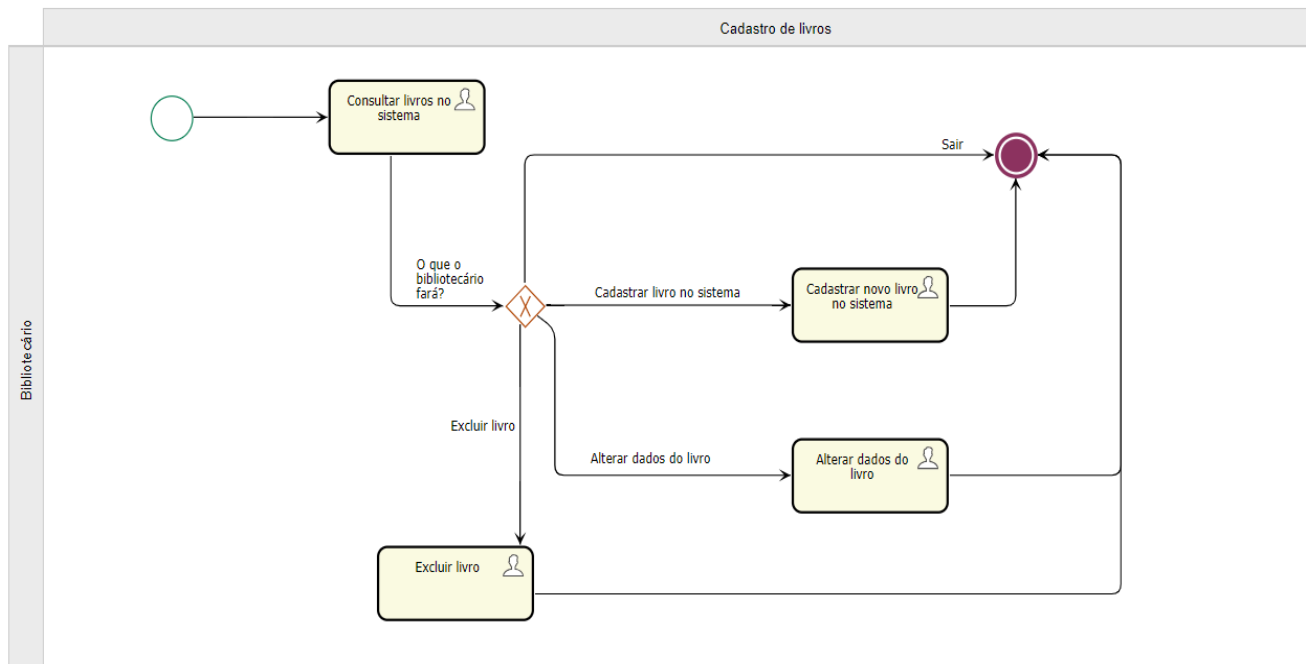 Cadastro de livros
Bibliotecário
Consultar livros no
sistema
Sair
O que o
bibliotecário
fará?
X
Cadastrar livro no sistema
Cadastrar novo livro
no sistema
Excluir livro
Alterar dados do livro
Alterar dados do
livro
Excluir livro